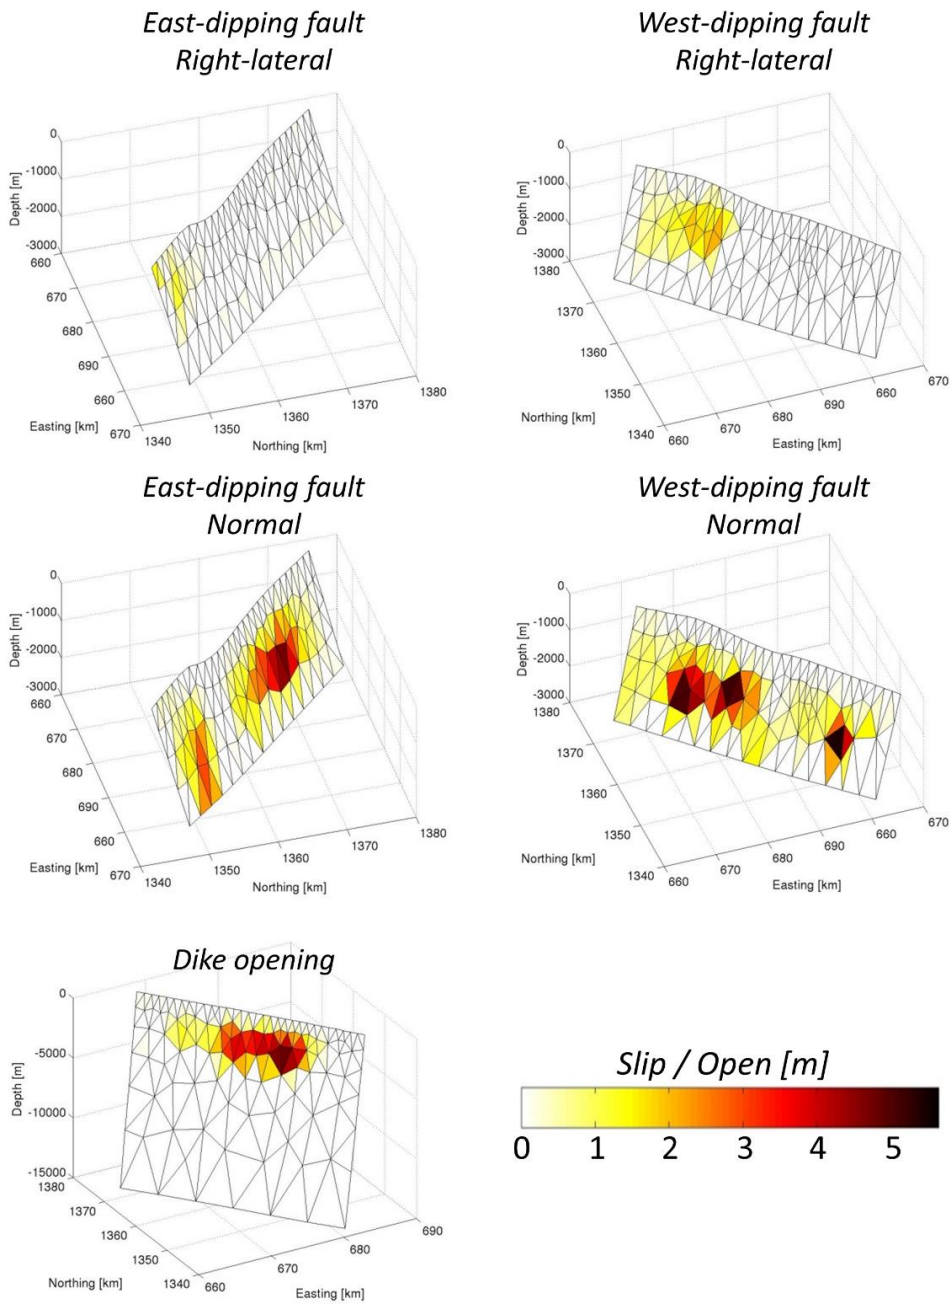 East-dipping fault
Right-lateral
West-dipping fault
Right-lateral
0
-1000
-2000
-3000
Depth [m]
660
670
680
690
660
670
Easting [km]
1340
1350
1360
1370
1380
Northing [km]
0
-1000
-2000
-3000
Depth [m]
1380
1370
1360
1350
1340
Northing [km]
660
670
680
690
660
670
Easting [km]
East-dipping fault
Normal
West-dipping fault
Normal
0
-1000
-2000
-3000
Depth [m]
660
670
680
690
660
670
Easting [km]
1340
1350
1360
1370
1380
Northing [km]
0
-1000
-2000
-3000
Depth [m]
1380
1370
1360
1350
1340
Northing [km]
660
670
680
690
660
670
Easting [km]
Dike opening
0
-5000
-10000
-15000
Depth [m]
1380
1370
1360
1350
1340
Northing [km]
660
670
680
690
Easting [km]
Slip / Open [m]
0 1 2 3 4 5